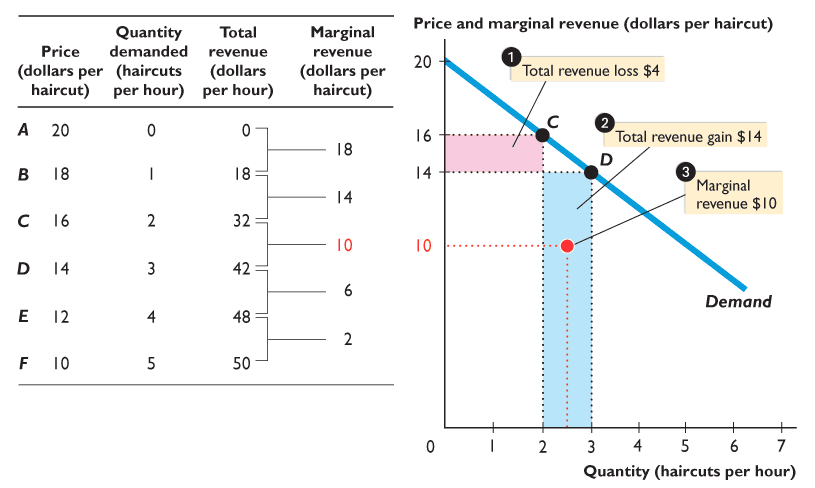 Price
(dollars per
haircut)
Quantity
demanded
(haircuts
per hour)
Total
revenue
(dollars
per hour)
Marginal
revenue
(dollars per
haircut)
A 20 0 0
18
B 18 1 18
14
C 16 2 32
10
D 14 3 42
6
E 12 4 48
2
F 10 5 50
Price and marginal revenue (dollars per haircut)
20
16
14
10
1
Total revenue loss $4
C
2
Total revenue gain $14
D
3
Marginal
revenue $10
Demand
0 1 2 3 4 5 6 7
Quantity (haircuts per hour)